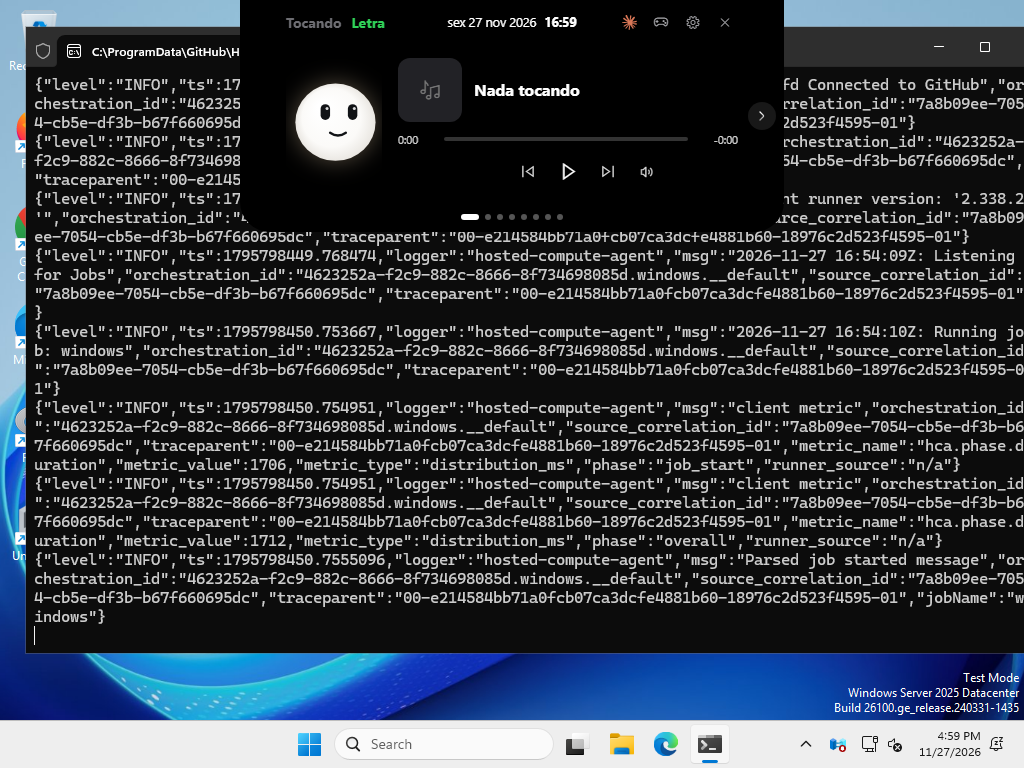 Tocando Letra sex 27 nov 2026 16:59
C:\ProgramData\GitHub\H
Nada tocando
0:00 -0:00
{"level":"INFO","ts":1795 fd Connected to GitHub","or
chestration_id":"4623252 correlation_id":"7a8b09ee-705
4-cb5e-df3b-b67f660695dc f4595-01"}
{"level":"INFO","ts":179 chestration_id":"4623252a-
f2c9-882c-8666-8f7346980
"traceparent":"00-e21458
{"level":"INFO","ts":179 nt runner version: '2.338.2
'","orchestration_id":"4 rce_correlation_id":"7a8b09
ee-7054-cb5e-df3b-b67f660695dc","traceparent":"00-e214584bb71a0fcb07ca3dcfe4881b60-18976c2d523f4595-01"}
{"level":"INFO","ts":1795798449.768474,"logger":"hosted-compute-agent","msg":"2026-11-27 16:54:09Z: Listening
for Jobs","orchestration_id":"4623252a-f2c9-882c-8666-8f734698085d.windows.__default","source_correlation_id":
"7a8b09ee-7054-cb5e-df3b-b67f660695dc","traceparent":"00-e214584bb71a0fcb07ca3dcfe4881b60-18976c2d523f4595-01"
}
{"level":"INFO","ts":1795798450.753667,"logger":"hosted-compute-agent","msg":"2026-11-27 16:54:10Z: Running jo
b: windows","orchestration_id":"4623252a-f2c9-882c-8666-8f734698085d.windows.__default","source_correlation_id
":"7a8b09ee-7054-cb5e-df3b-b67f660695dc","traceparent":"00-e214584bb71a0fcb07ca3dcfe4881b60-18976c2d523f4595-0
1"}
{"level":"INFO","ts":1795798450.754951,"logger":"hosted-compute-agent","msg":"client metric","orchestration_id
":"4623252a-f2c9-882c-8666-8f734698085d.windows.__default","source_correlation_id":"7a8b09ee-7054-cb5e-df3b-b6
7f660695dc","traceparent":"00-e214584bb71a0fcb07ca3dcfe4881b60-18976c2d523f4595-01","metric_name":"hca.phase.d
uration","metric_value":1706,"metric_type":"distribution_ms","phase":"job_start","runner_source":"n/a"}
{"level":"INFO","ts":1795798450.754951,"logger":"hosted-compute-agent","msg":"client metric","orchestration_id
":"4623252a-f2c9-882c-8666-8f734698085d.windows.__default","source_correlation_id":"7a8b09ee-7054-cb5e-df3b-b6
7f660695dc","traceparent":"00-e214584bb71a0fcb07ca3dcfe4881b60-18976c2d523f4595-01","metric_name":"hca.phase.d
uration","metric_value":1712,"metric_type":"distribution_ms","phase":"overall","runner_source":"n/a"}
{"level":"INFO","ts":1795798450.7555096,"logger":"hosted-compute-agent","msg":"Parsed job started message","or
chestration_id":"4623252a-f2c9-882c-8666-8f734698085d.windows.__default","source_correlation_id":"7a8b09ee-705
4-cb5e-df3b-b67f660695dc","traceparent":"00-e214584bb71a0fcb07ca3dcfe4881b60-18976c2d523f4595-01","jobName":"w
indows"}
Test Mode
Windows Server 2025 Datacenter
Build 26100.ge_release.240331-1435
Search
4:59 PM
11/27/2026